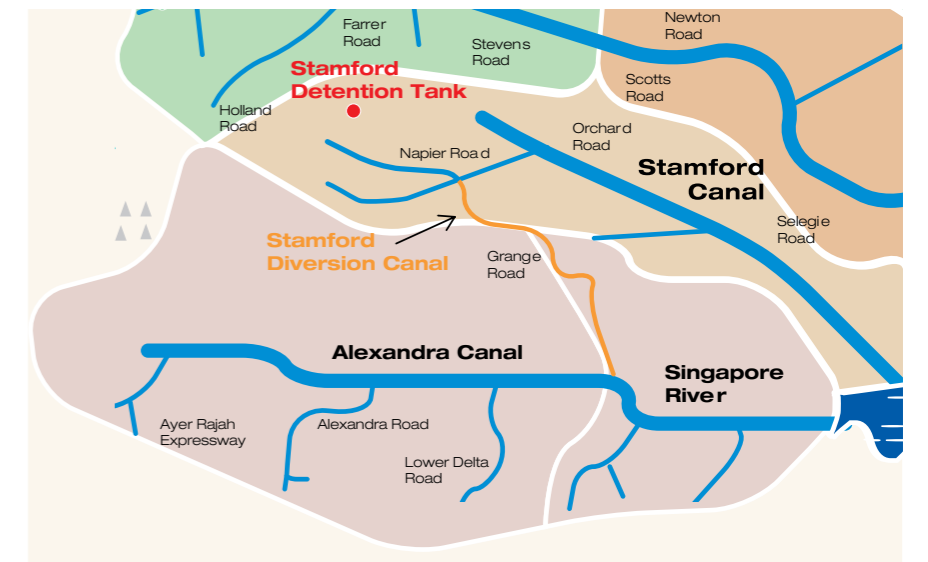 Newton
Road
Farrer
Road
Stevens
Road
Stamford
Detention Tank
Scotts
Road
Holland
Road
Orchard
Road
Napier Road
Stamford
Canal
Selegie
Road
Stamford
Diversion Canal
Grange
Road
Alexandra Canal
Singapore
River
Ayer Rajah
Expressway
Alexandra Road
Lower Delta
Road